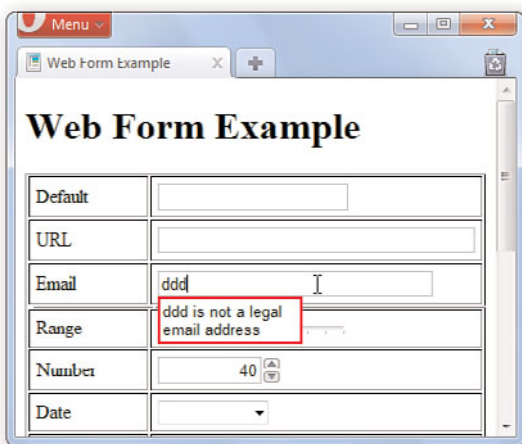 Menu
Web Form Example
Web Form Example
Default
URL
Email ddd
ddd is not a legal
email address
Range
Number 40
Date